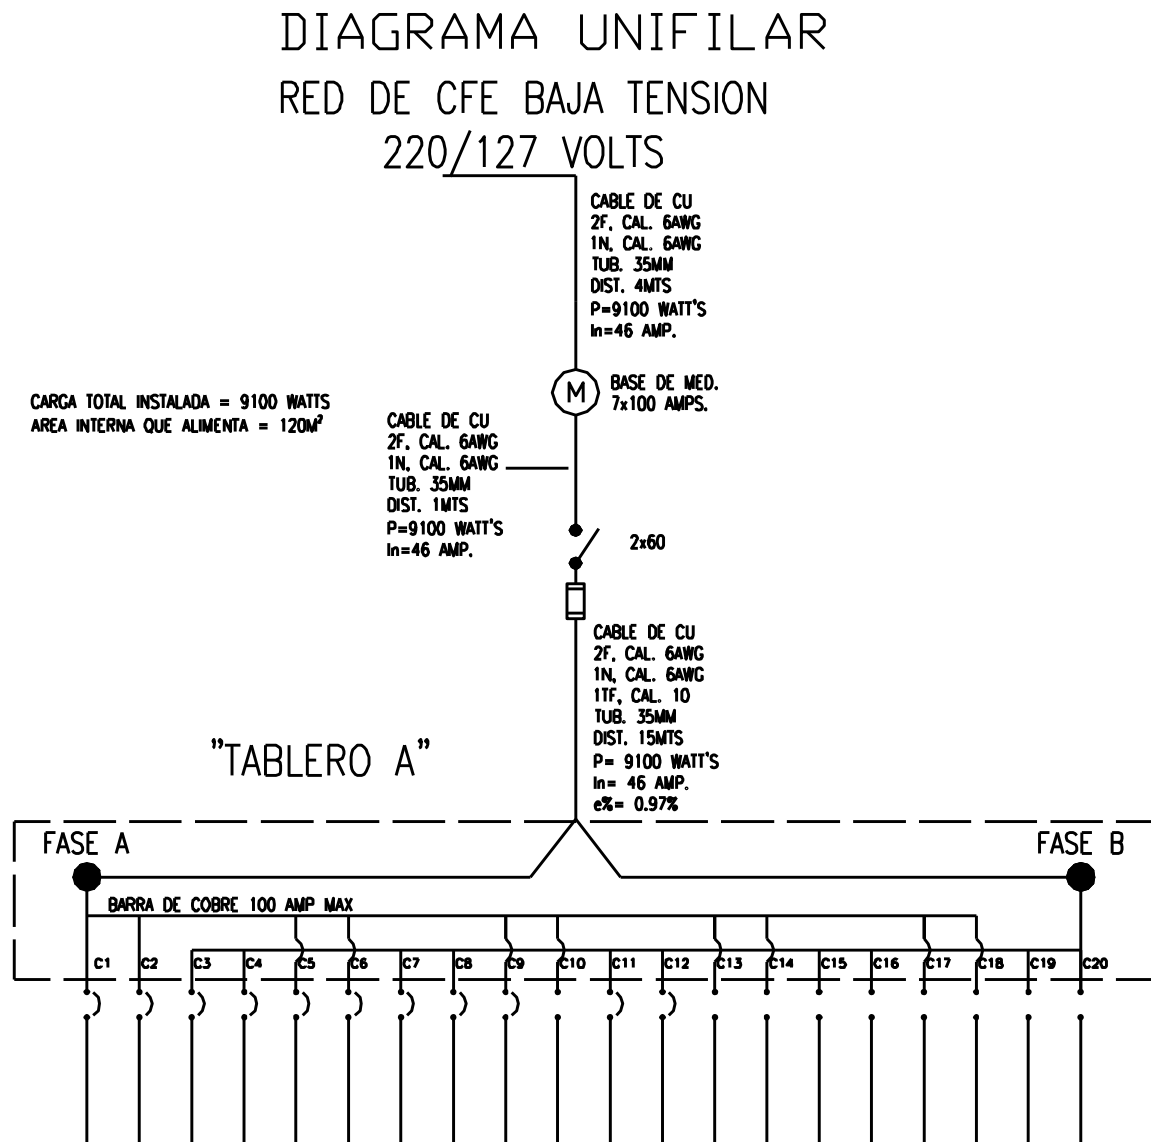 DIAGRAMA UNIFILAR
RED DE CFE BAJA TENSION
220/127 VOLTS
CABLE DE CU
2F, CAL. 6AWG
1N, CAL. 6AWG
TUB. 35MM
DIST. 4MTS
P=9100 WATT'S
In=46 AMP.
M
BASE DE MED.
7x100 AMPS.
CARGA TOTAL INSTALADA = 9100 WATTS
AREA INTERNA QUE ALIMENTA = 120M²
CABLE DE CU
2F, CAL. 6AWG
1N, CAL. 6AWG
TUB. 35MM
DIST. 1MTS
P=9100 WATT'S
In=46 AMP.
2x60
CABLE DE CU
2F, CAL. 6AWG
1N, CAL. 6AWG
1TF, CAL. 10
TUB. 35MM
DIST. 15MTS
P= 9100 WATT'S
In= 46 AMP.
e%= 0.97%
"TABLERO A"
FASE A
FASE B
BARRA DE COBRE 100 AMP MAX
C1 C2 C3 C4 C5 C6 C7 C8 C9 C10 C11 C12 C13 C14 C15 C16 C17 C18 C19 C20